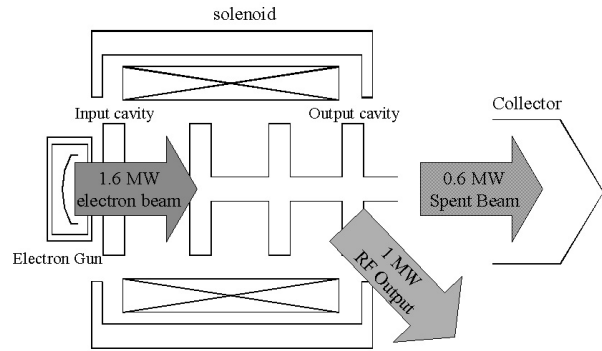 solenoid
Input cavity
Output cavity
Collector
1.6 MW
electron beam
0.6 MW
Spent Beam
Electron Gun
1 MW
RF Output